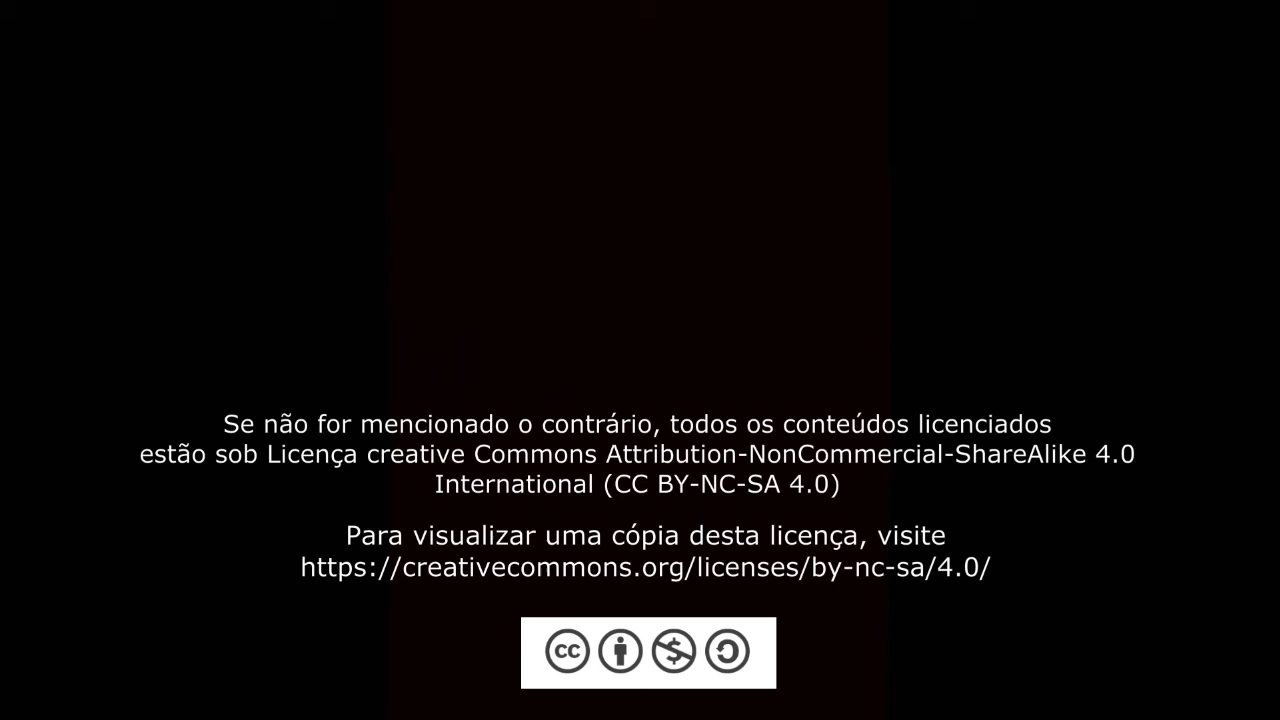 Se não for mencionado o contrário, todos os conteúdos licenciados
estão sob Licença creative Commons Attribution-NonCommercial-ShareAlike 4.0
International (CC BY-NC-SA 4.0)
Para visualizar uma cópia desta licença, visite
https://creativecommons.org/licenses/by-nc-sa/4.0/
cc